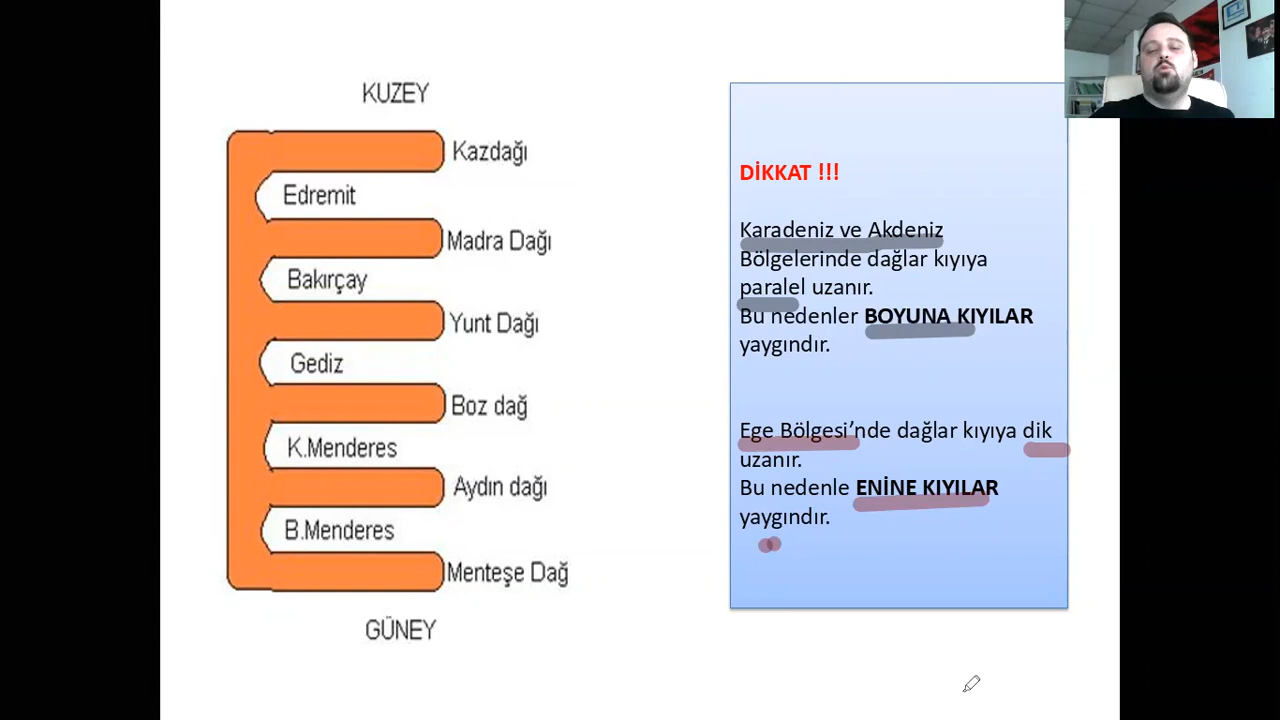 KUZEY
Kazdağı
Edremit
Madra Dağı
Bakırçay
Yunt Dağı
Gediz
Boz dağ
K.Menderes
Aydın dağı
B.Menderes
Menteşe Dağ
GÜNEY
DİKKAT !!!
Karadeniz ve Akdeniz
Bölgelerinde dağlar kıyıya
paralel uzanır.
Bu nedenler BOYUNA KIYILAR
yaygındır.
Ege Bölgesi’nde dağlar kıyıya dik
uzanır.
Bu nedenle ENİNE KIYILAR
yaygındır.